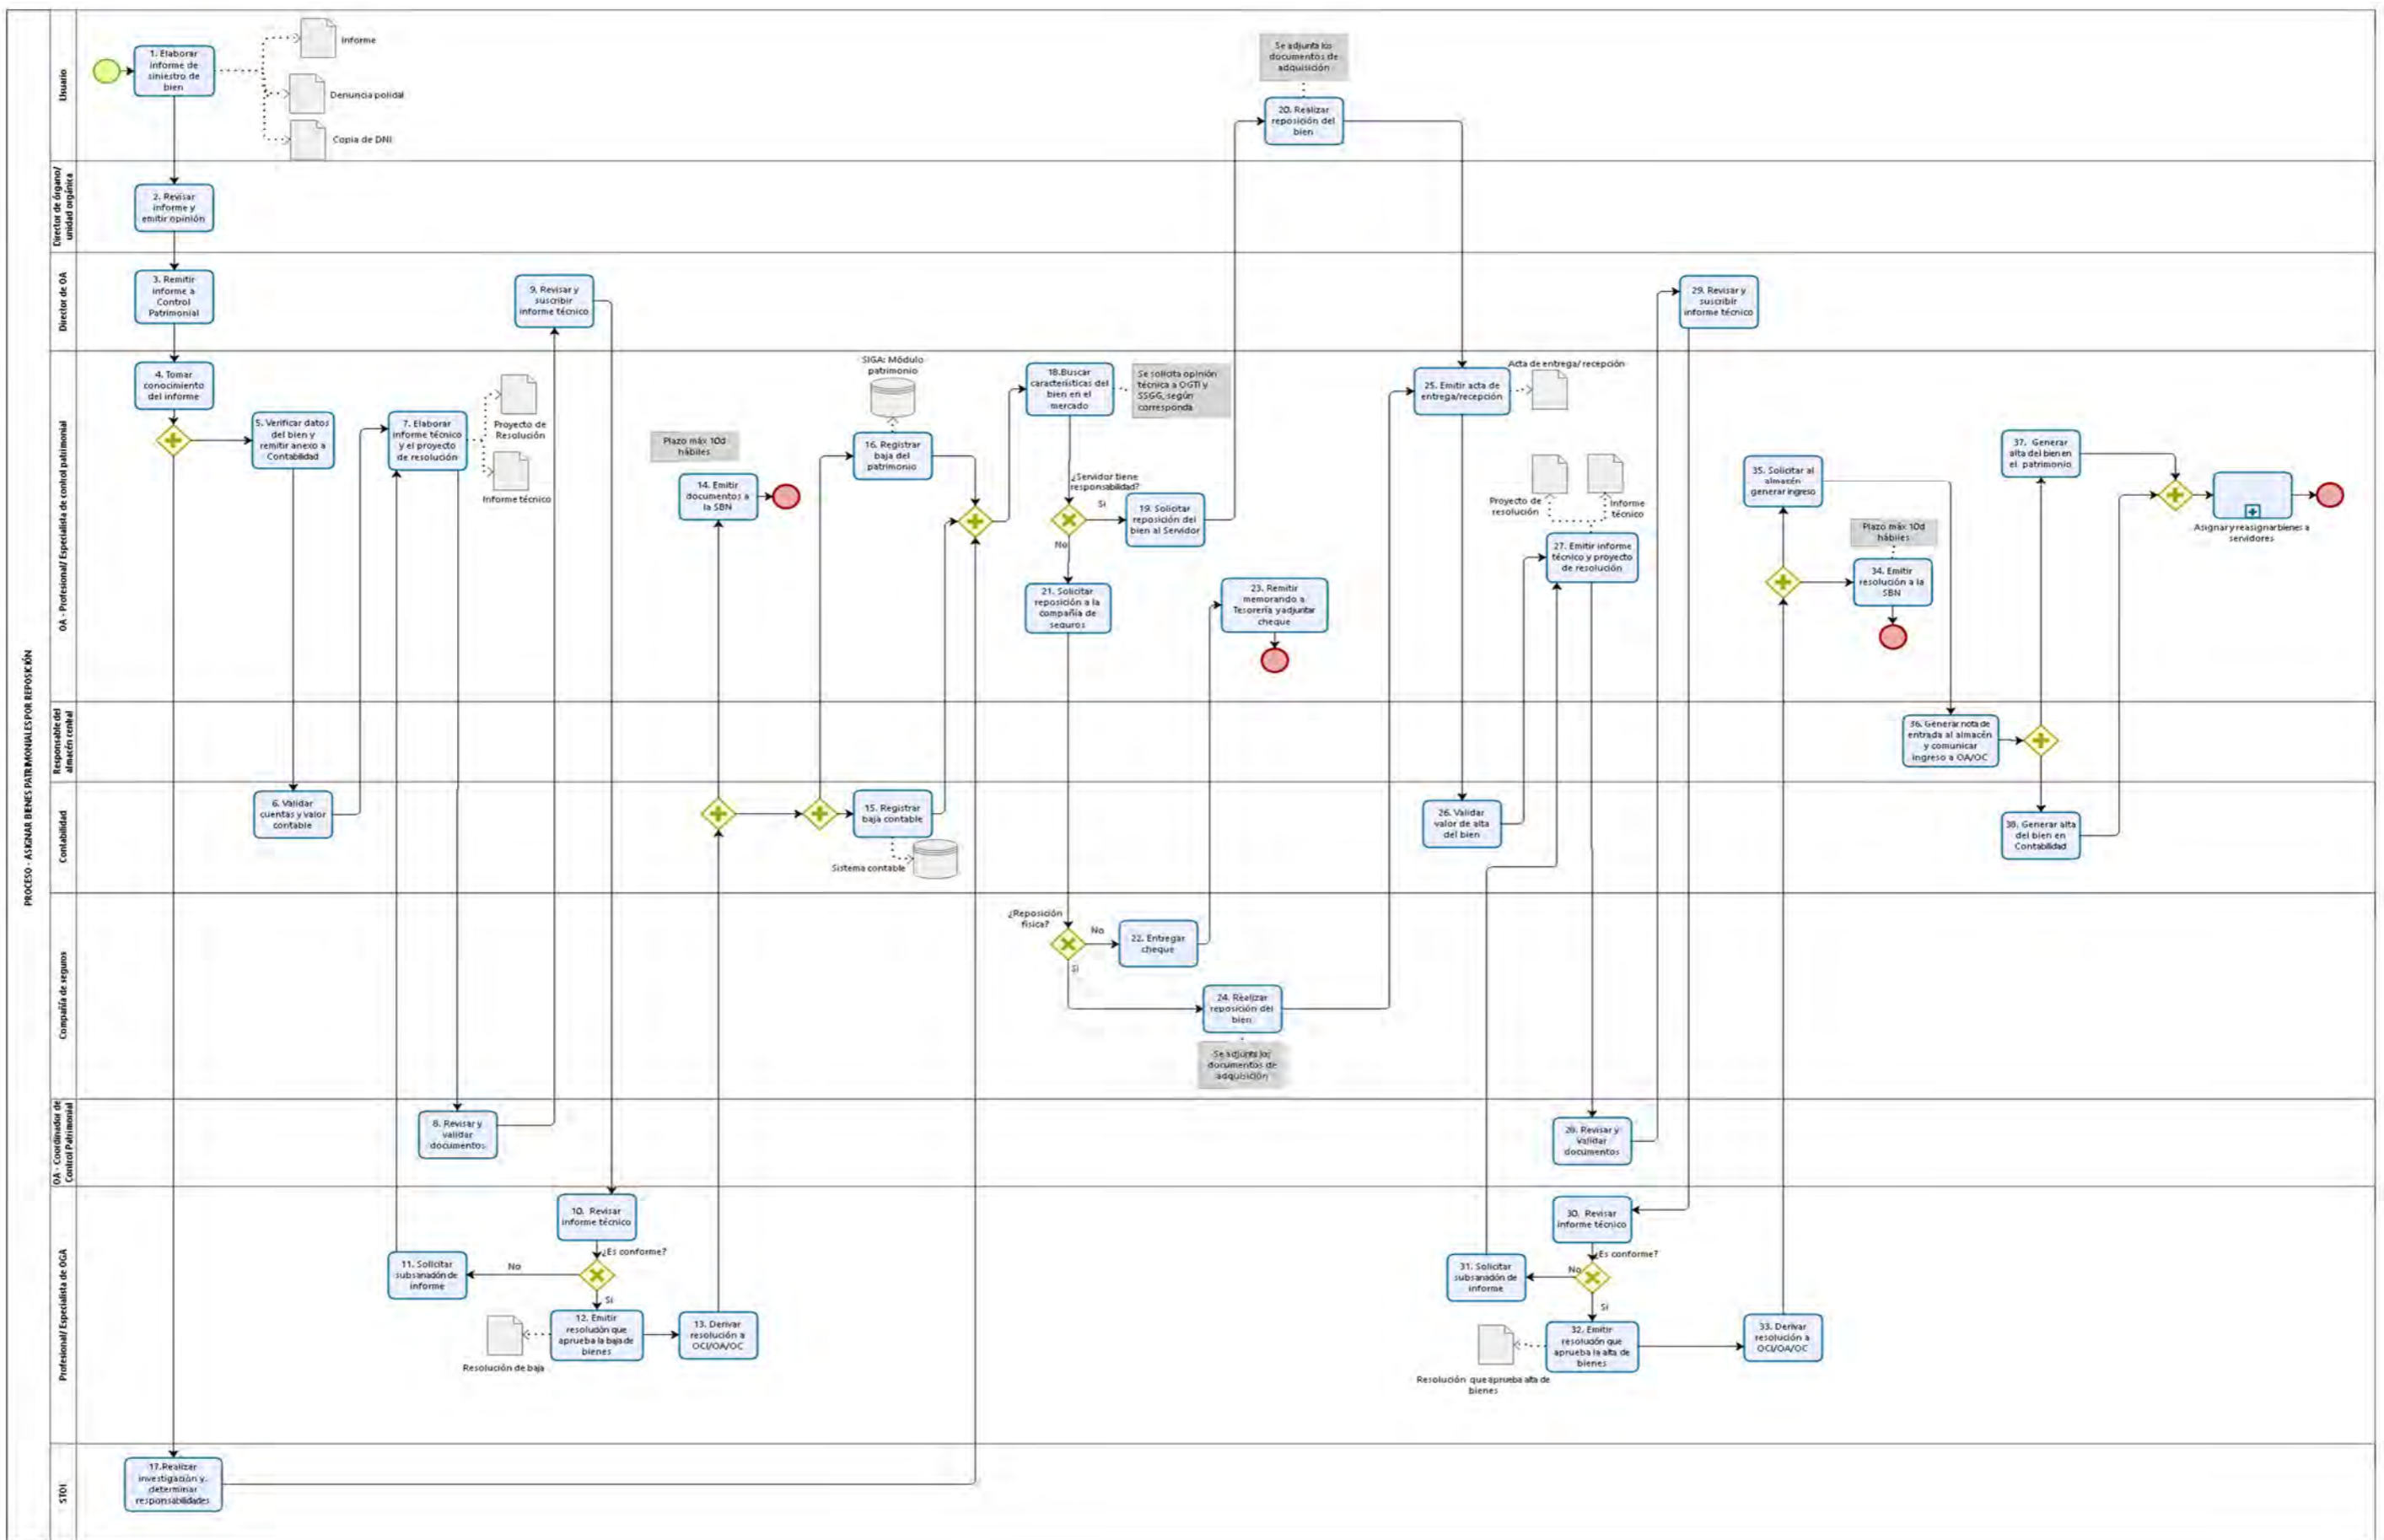 PROCESO - ASIGNAR BIENES PATRIMONIALES POR REPOSICIÓN
Usuario
1. Elaborar
informe de
siniestro de
bien
Informe
Denuncia policial
Copia de DNI
Se adjunta los
documentos de
adquisición
20. Realizar
reposición del
bien
Director de órgano/
unidad orgánica
2. Revisar
informe y
emitir opinión
Director de OA
3. Remitir
informe a
Control
Patrimonial
9. Revisar y
suscribir
informe técnico
29. Revisar y
suscribir
informe técnico
OA - Profesional/ Especialista de control patrimonial
4. Tomar
conocimiento
del informe
5. Verificar datos
del bien y
remitir anexo a
Contabilidad
7. Elaborar
informe técnico
y el proyecto
de resolución
Proyecto de
Resolución
Informe técnico
Plazo máx 10d
hábiles
14. Emitir
documentos a
la SBN
SIGA: Módulo
patrimonio
16. Registrar
baja del
patrimonio
18.Buscar
características del
bien en el
mercado
Se solicita opinión
técnica a OGTI y
SSGG, según
corresponda
¿Servidor tiene
responsabilidad?
Si
No
19. Solicitar
reposición del
bien al Servidor
21. Solicitar
reposición a la
compañía de
seguros
23. Remitir
memorando a
Tesorería y adjuntar
cheque
25. Emitir acta de
entrega/recepción
Acta de entrega/ recepción
Proyecto de
resolución
Informe
técnico
27. Emitir informe
técnico y proyecto
de resolución
35. Solicitar al
almacén
generar ingreso
Plazo máx 10d
hábiles
34. Emitir
resolución a la
SBN
37. Generar
alta del bien en
el patrimonio
Asignar y reasignar bienes a
servidores
Responsable del
almacén central
36. Generar nota de
entrada al almacén
y comunicar
ingreso a OA/OC
Contabilidad
6. Validar
cuentas y valor
contable
15. Registrar
baja contable
Sistema contable
26. Validar
valor de alta
del bien
38. Generar alta
del bien en
Contabilidad
Compañía de seguros
¿Reposición
física?
No
Si
22. Entregar
cheque
24. Realizar
reposición del
bien
Se adjunta los
documentos de
adquisición
OA - Coordinador de
Control Patrimonial
8. Revisar y
validar
documentos
28. Revisar y
validar
documentos
Profesional/ Especialista de OGA
10. Revisar
informe técnico
¿Es conforme?
No
Si
11. Solicitar
subsanación de
informe
12. Emitir
resolución que
aprueba la baja de
bienes
Resolución de baja
13. Derivar
resolución a
OCI/OA/OC
30. Revisar
informe técnico
¿Es conforme?
No
Si
31. Solicitar
subsanación de
informe
32. Emitir
resolución que
aprueba la alta de
bienes
Resolución que aprueba alta de
bienes
33. Derivar
resolución a
OCI/OA/OC
STOI
17.Realizar
investigación y
determinar
responsabilidades